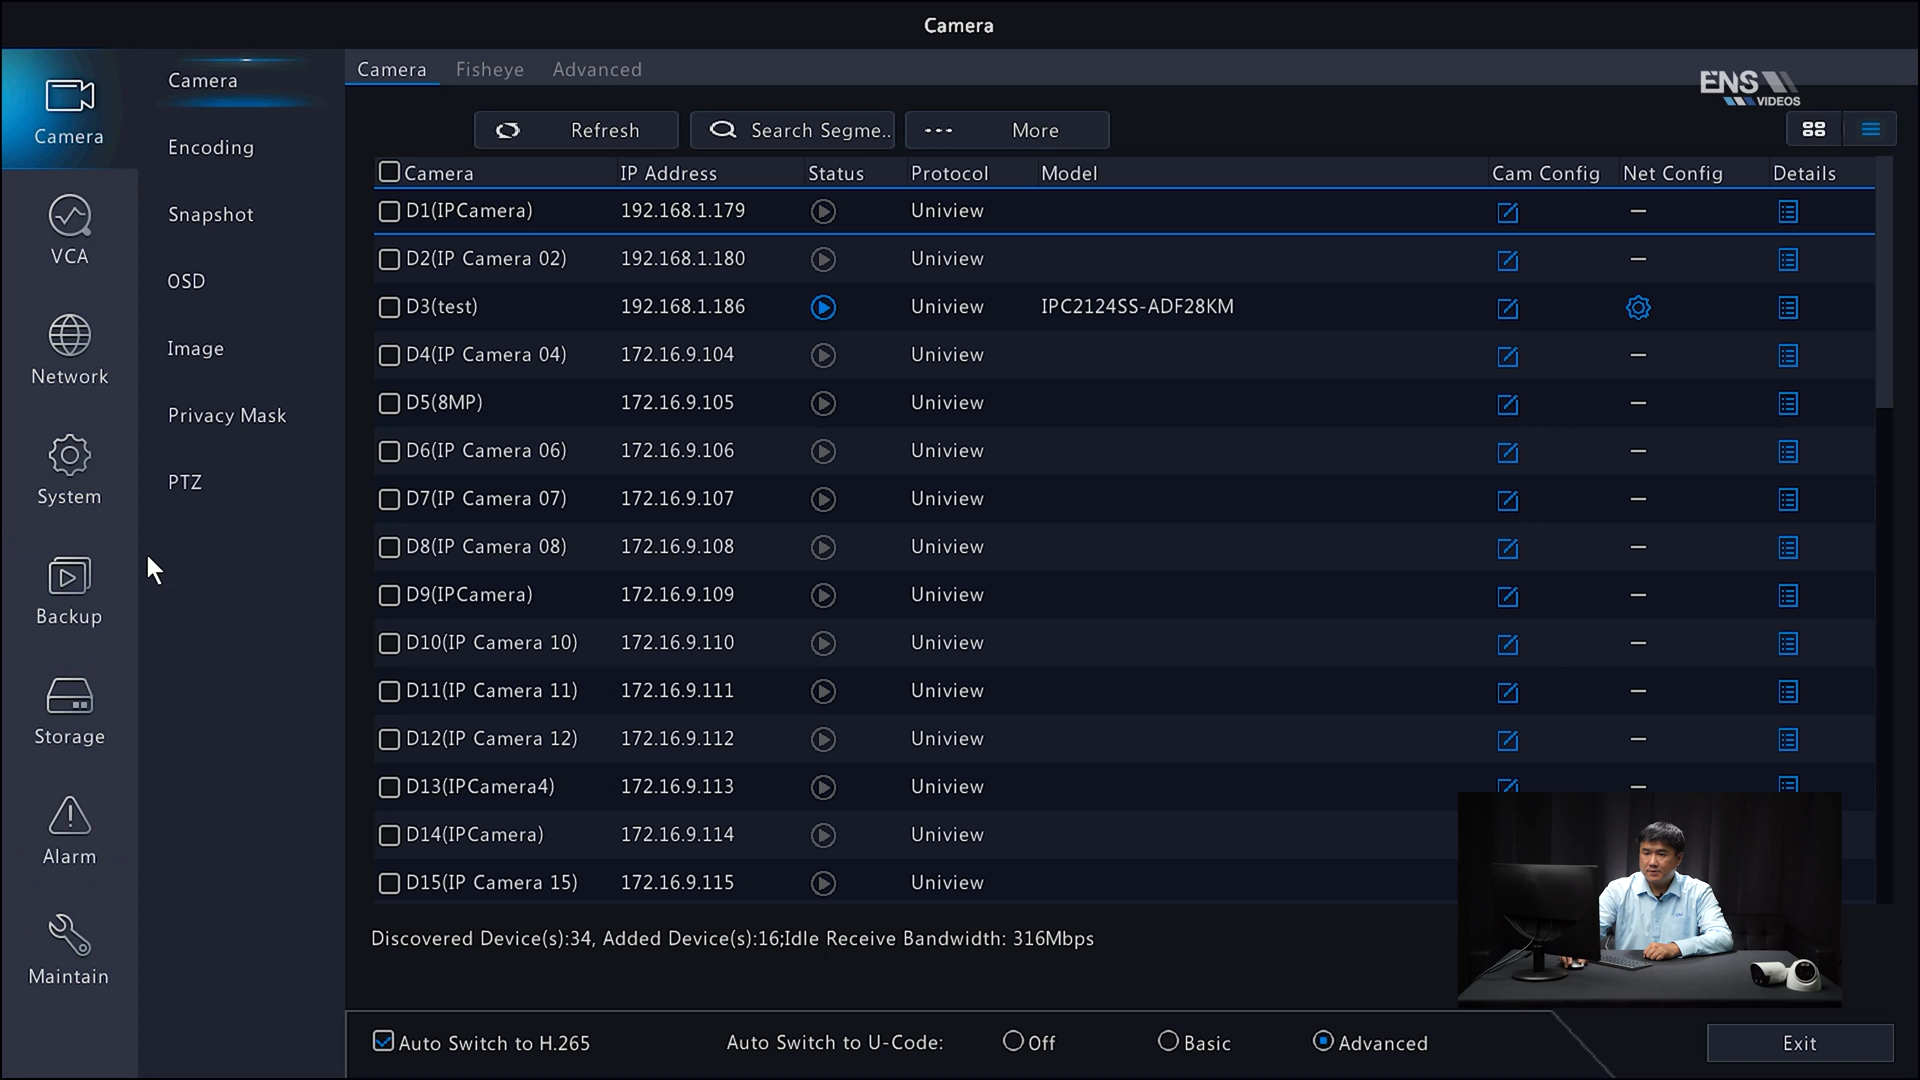 Camera
Camera Fisheye Advanced
ENS VIDEOS
Camera
VCA
Network
System
Backup
Storage
Alarm
Maintain
Camera
Encoding
Snapshot
OSD
Image
Privacy Mask
PTZ
Refresh Search Segme.. More
Camera IP Address Status Protocol Model Cam Config Net Config Details
D1(IPCamera) 192.168.1.179 Uniview
D2(IP Camera 02) 192.168.1.180 Uniview
D3(test) 192.168.1.186 Uniview IPC2124SS-ADF28KM
D4(IP Camera 04) 172.16.9.104 Uniview
D5(8MP) 172.16.9.105 Uniview
D6(IP Camera 06) 172.16.9.106 Uniview
D7(IP Camera 07) 172.16.9.107 Uniview
D8(IP Camera 08) 172.16.9.108 Uniview
D9(IPCamera) 172.16.9.109 Uniview
D10(IP Camera 10) 172.16.9.110 Uniview
D11(IP Camera 11) 172.16.9.111 Uniview
D12(IP Camera 12) 172.16.9.112 Uniview
D13(IPCamera4) 172.16.9.113 Uniview
D14(IPCamera) 172.16.9.114 Uniview
D15(IP Camera 15) 172.16.9.115 Uniview
Discovered Device(s):34, Added Device(s):16;Idle Receive Bandwidth: 316Mbps
Auto Switch to H.265 Auto Switch to U-Code: Off Basic Advanced Exit